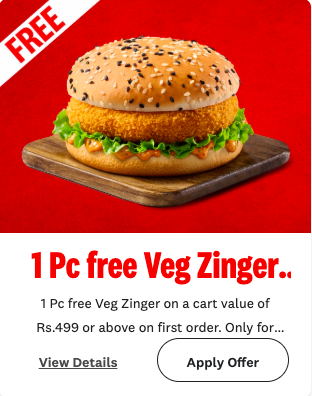 FREE
1 Pc free Veg Zinger..
1 Pc free Veg Zinger on a cart value of
Rs.499 or above on first order. Only for...
View Details
Apply Offer